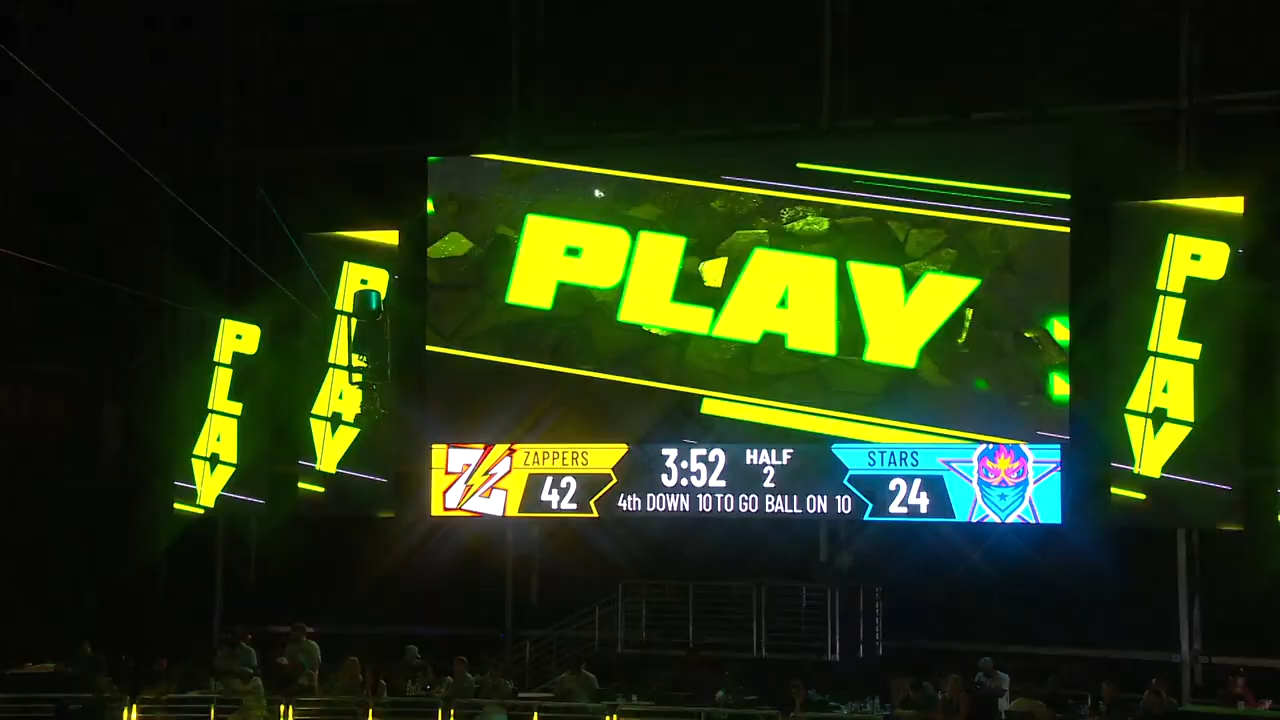 PLAY
PLAY
PLAY
PLAY
Z ZAPPERS
42
3:52
HALF
2
4th DOWN 10 TO GO BALL ON 10
STARS
24